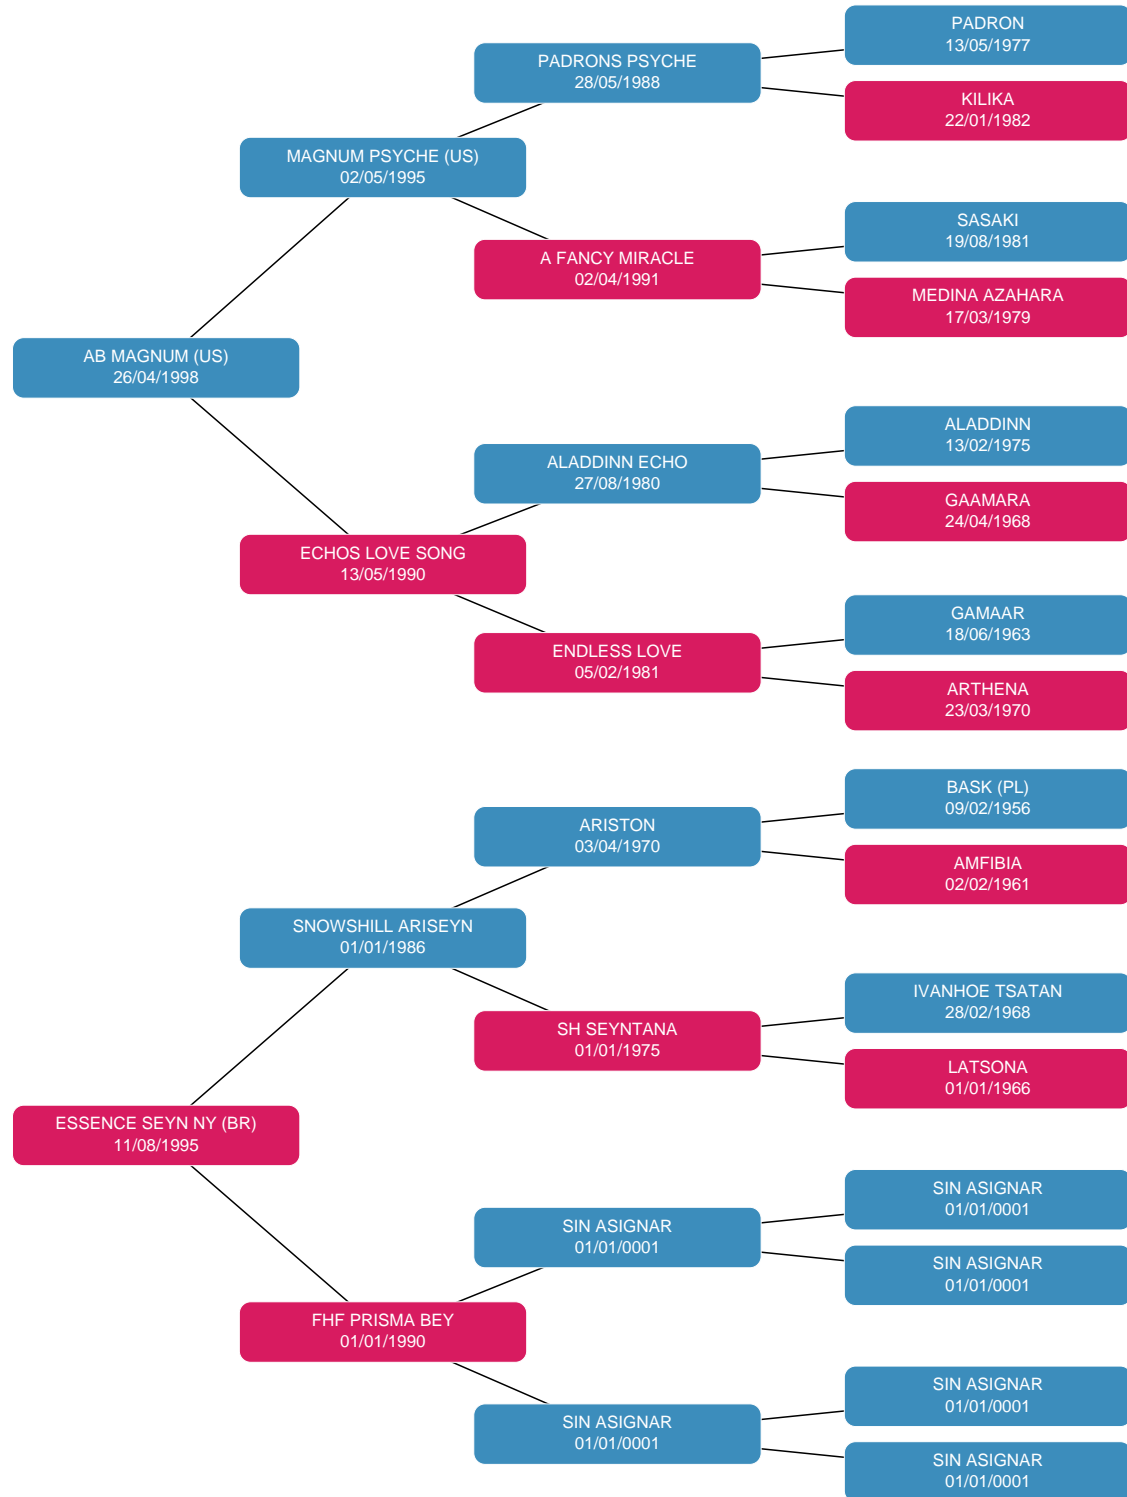 PADRON
13/05/1977
PADRONS PSYCHE
28/05/1988
KILIKA
22/01/1982
MAGNUM PSYCHE (US)
02/05/1995
SASAKI
19/08/1981
A FANCY MIRACLE
02/04/1991
MEDINA AZAHARA
17/03/1979
AB MAGNUM (US)
26/04/1998
ALADDINN
13/02/1975
ALADDINN ECHO
27/08/1980
GAAMARA
24/04/1968
ECHOS LOVE SONG
13/05/1990
GAMAAR
18/06/1963
ENDLESS LOVE
05/02/1981
ARTHENA
23/03/1970
BASK (PL)
09/02/1956
ARISTON
03/04/1970
AMFIBIA
02/02/1961
SNOWSHILL ARISEYN
01/01/1986
IVANHOE TSATAN
28/02/1968
SH SEYNTANA
01/01/1975
LATSONA
01/01/1966
ESSENCE SEYN NY (BR)
11/08/1995
SIN ASIGNAR
01/01/0001
SIN ASIGNAR
01/01/0001
SIN ASIGNAR
01/01/0001
FHF PRISMA BEY
01/01/1990
SIN ASIGNAR
01/01/0001
SIN ASIGNAR
01/01/0001
SIN ASIGNAR
01/01/0001